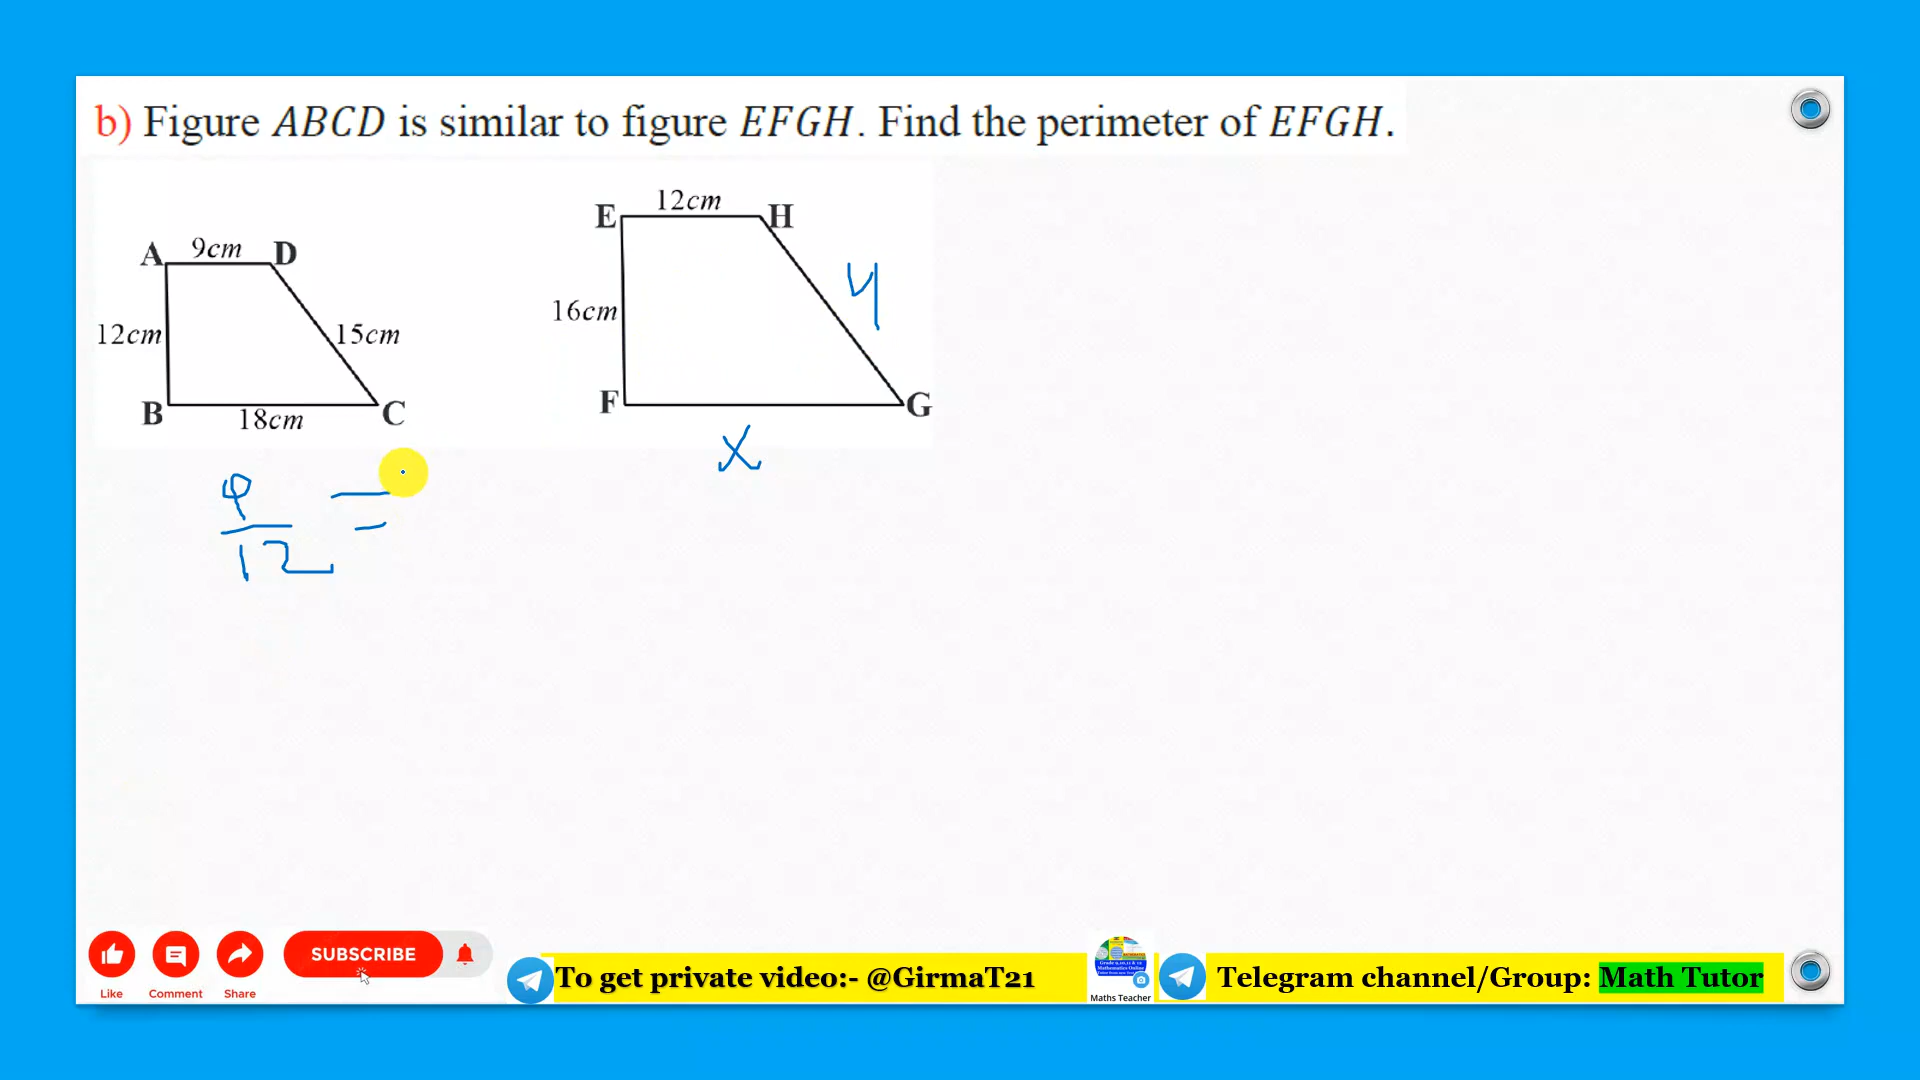 b) Figure ABCD is similar to figure EFGH. Find the perimeter of EFGH.
12cm
E
H
9cm
A
D
y
16cm
12cm
15cm
F
G
B
18cm
C
x
9
12
=
SUBSCRIBE
Like
Comment
Share
To get private video:- @GirmaT21
Maths Teacher
Telegram channel/Group: Math Tutor